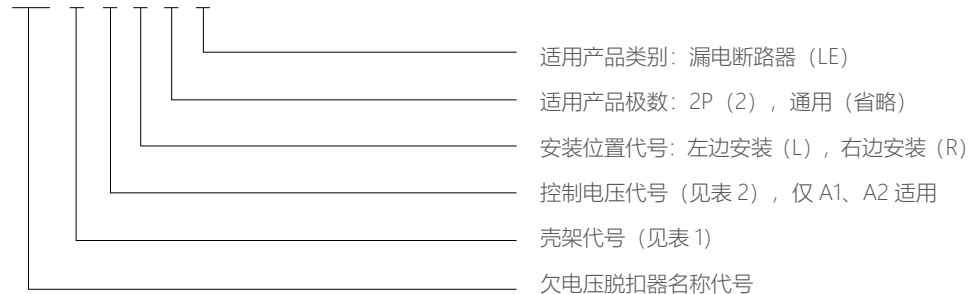 适用产品类别：漏电断路器（LE）
适用产品极数：2P（2），通用（省略）
安装位置代号：左边安装（L），右边安装（R）
控制电压代号（见表 2），仅 A1、A2 适用
壳架代号（见表 1）
欠电压脱扣器名称代号